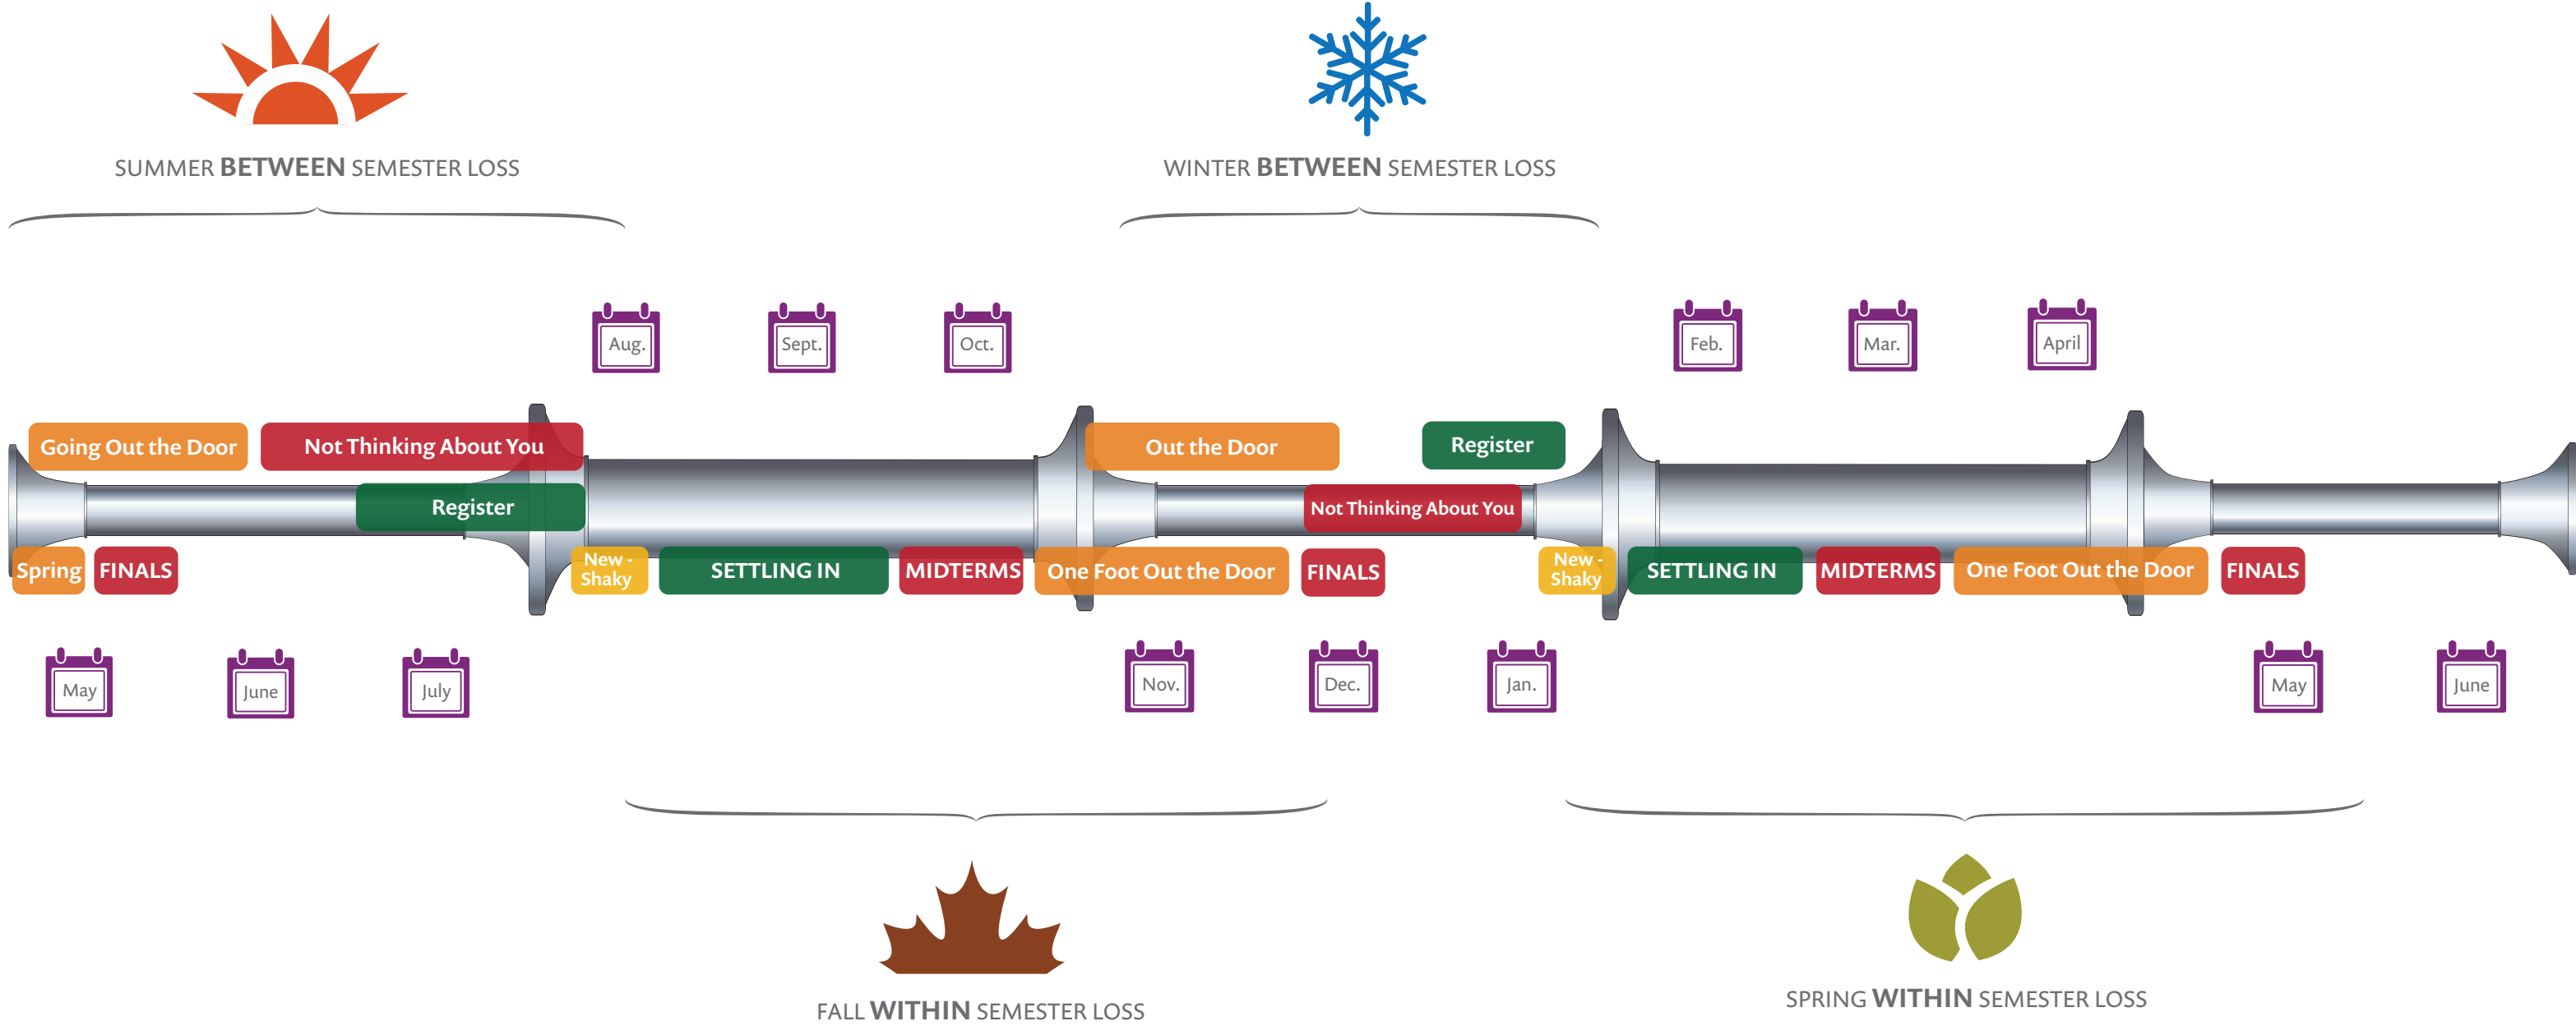 SUMMER BETWEEN SEMESTER LOSS
WINTER BETWEEN SEMESTER LOSS
Aug.
Sept.
Oct.
Feb.
Mar.
April
Going Out the Door
Not Thinking About You
Out the Door
Register
Register
Not Thinking About You
Spring
FINALS
New -
Shaky
SETTLING IN
MIDTERMS
One Foot Out the Door
FINALS
New -
Shaky
SETTLING IN
MIDTERMS
One Foot Out the Door
FINALS
May
June
July
Nov.
Dec.
Jan.
May
June
FALL WITHIN SEMESTER LOSS
SPRING WITHIN SEMESTER LOSS